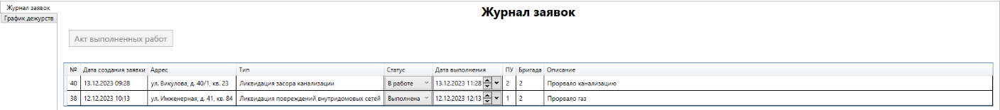 Журнал заявок
График дежурств
Журнал заявок
Акт выполненных работ
№ Дата создания заявки Адрес Тип Статус Дата выполнения ПУ Бригада Описание
40 13.12.2023 09:28 ул. Викулова, д. 40/1, кв. 23 Ликвидация засора канализации В работе 13.12.2023 11:28 2 2 Прорвало канализацию
38 12.12.2023 10:13 ул. Инженерная, д. 41, кв. 84 Ликвидация повреждений внутридомовых сетей Выполнена 12.12.2023 12:13 1 2 Прорвало газ